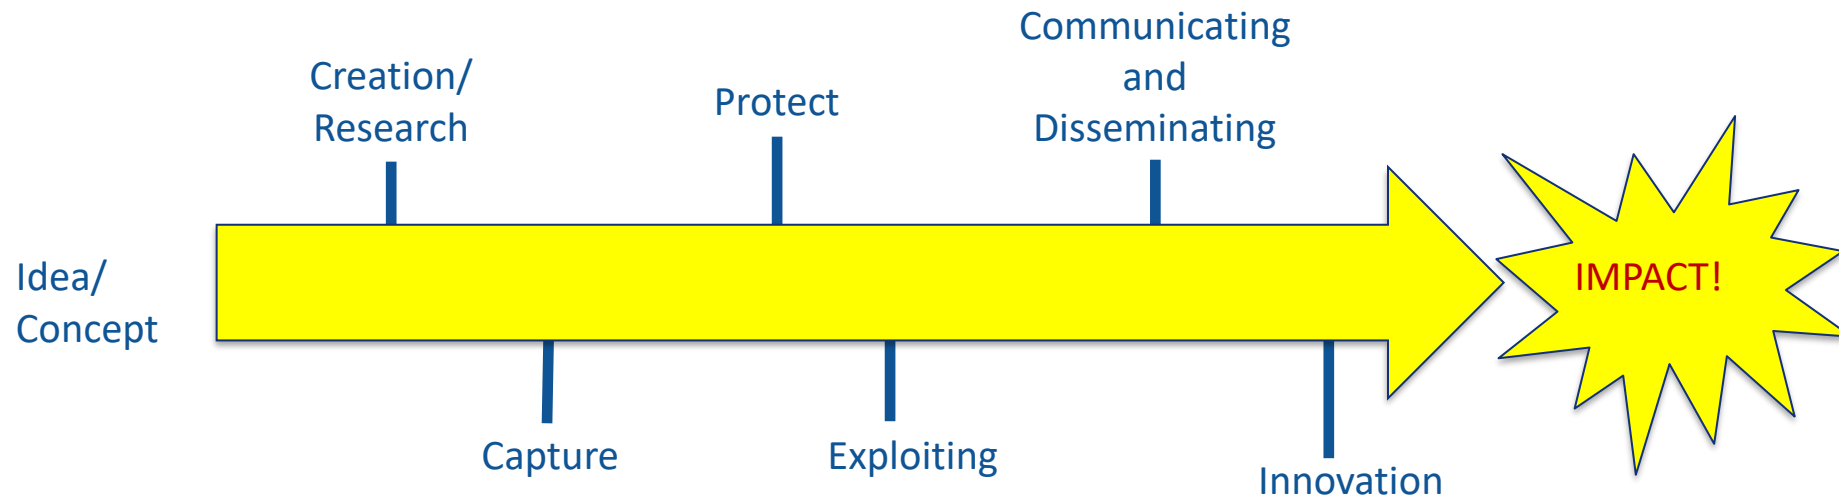 Idea/
Concept
Creation/
Research
Capture
Protect
Exploiting
Communicating
and
Disseminating
Innovation
IMPACT!